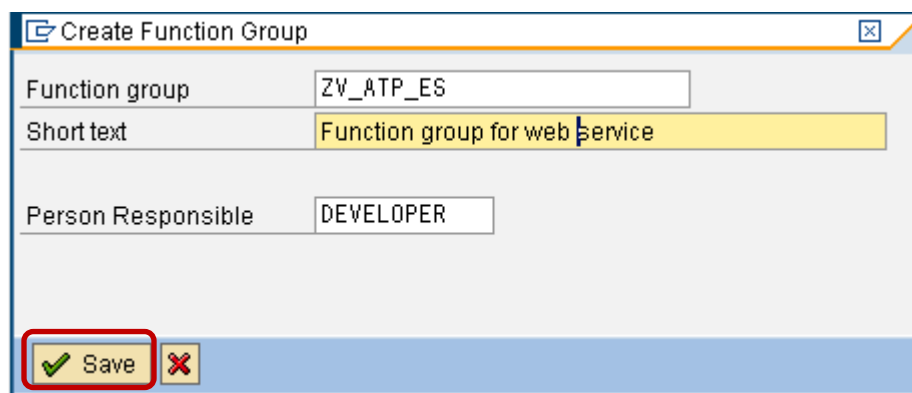 Create Function Group
Function group ZV_ATP_ES
Short text Function group for web service
Person Responsible DEVELOPER
Save